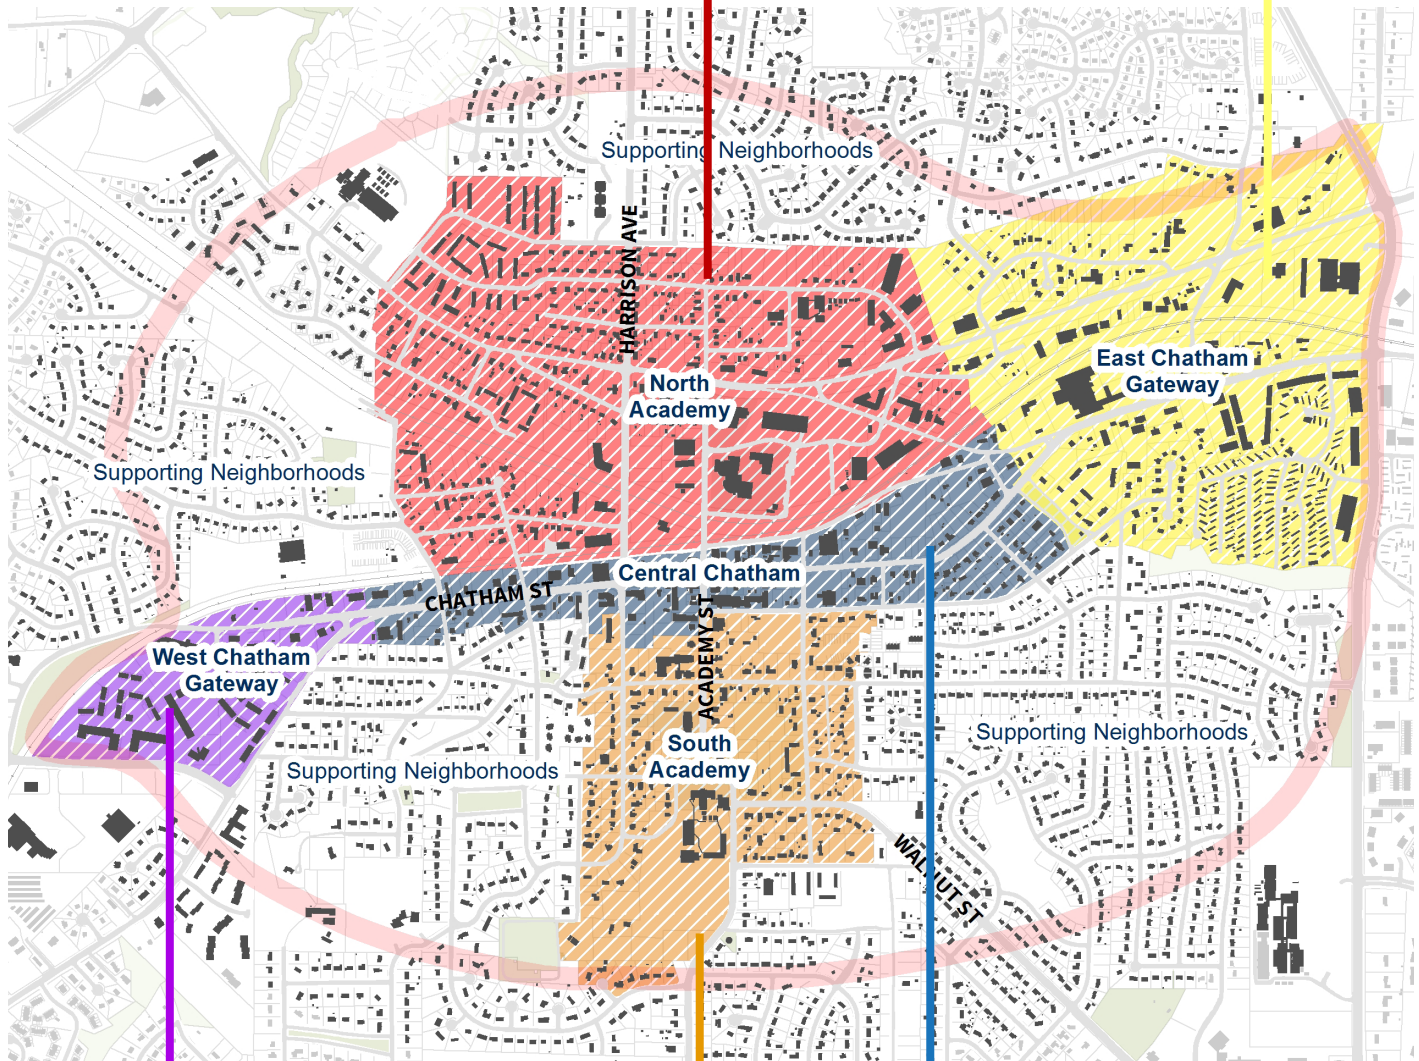 Supporting Neighborhoods
HARRISON AVE
East Chatham
Gateway
North
Academy
Supporting Neighborhoods
Central Chatham
CHATHAM ST
ACADEMY ST
West Chatham
Gateway
Supporting Neighborhoods
South
Academy
Supporting Neighborhoods
WALNUT ST